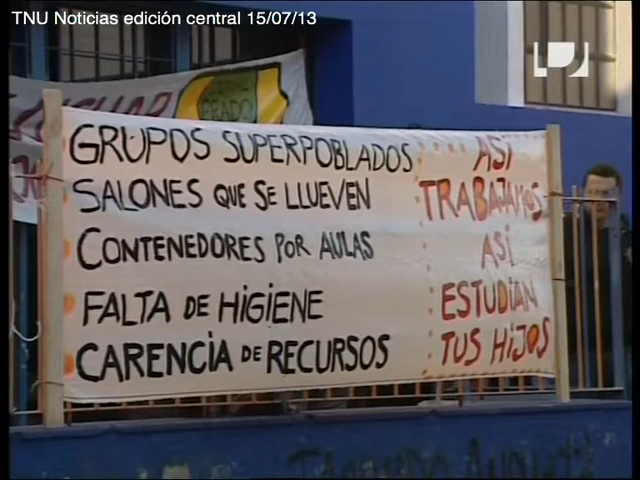 TNU Noticias edición central 15/07/13
GRUPOS SUPERPOBLADOS
SALONES QUE SE LLUEVEN
CONTENEDORES POR AULAS
FALTA DE HIGIENE
CARENCIA DE RECURSOS
ASÍ
TRABAJAMOS
ASÍ
ESTUDIAN
TUS HIJOS